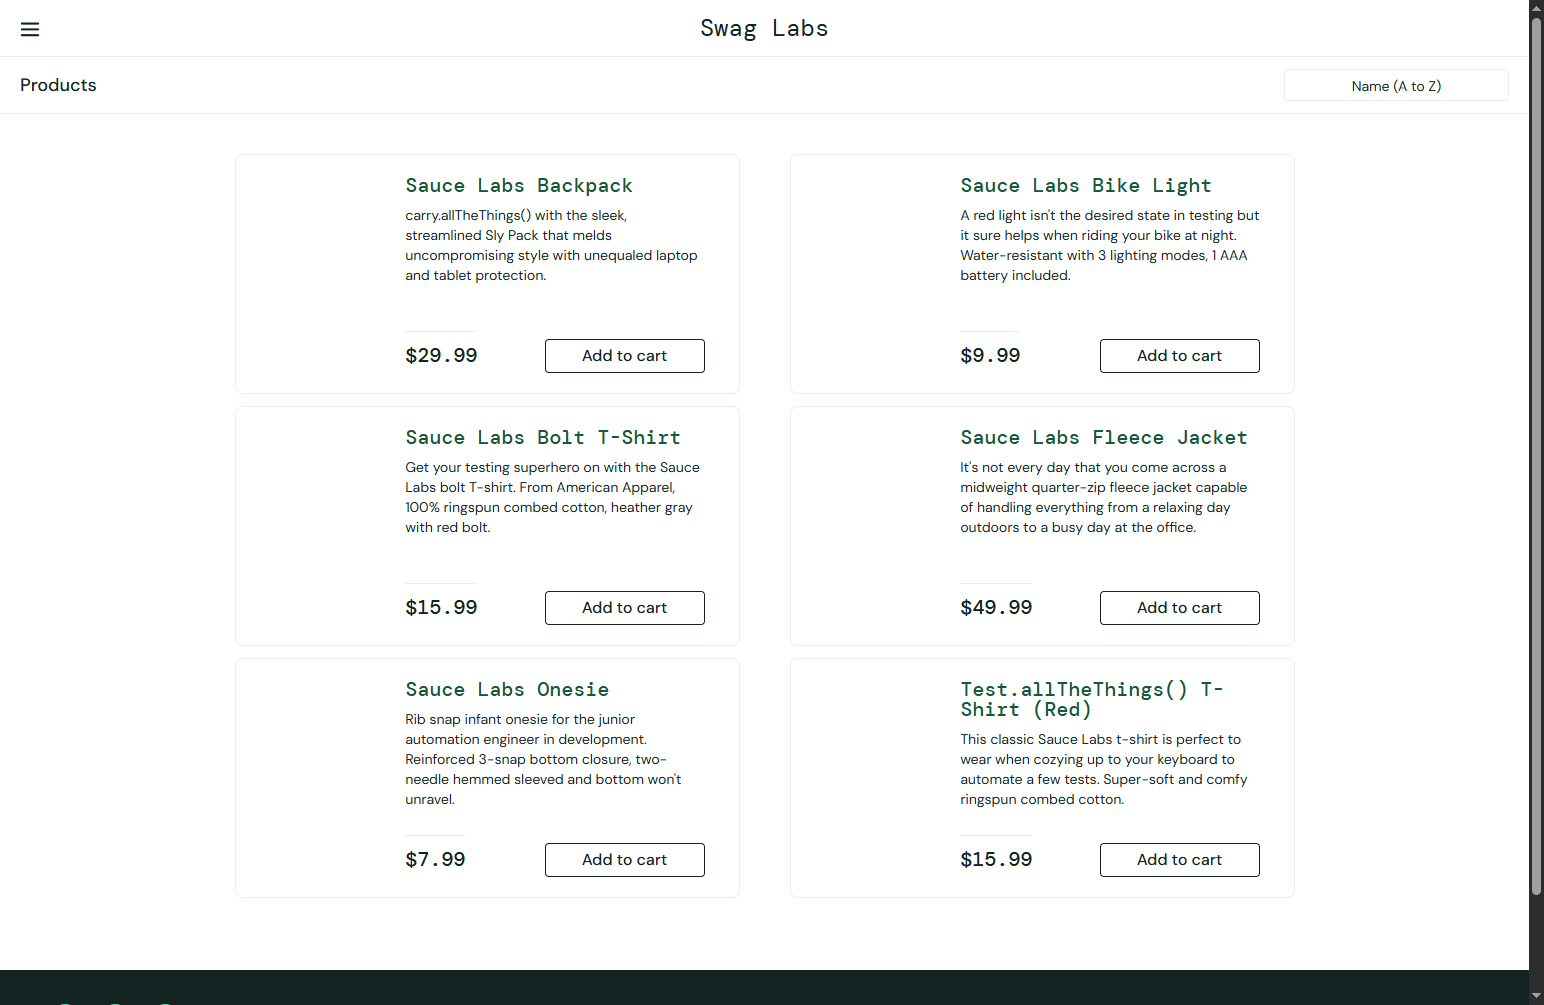 Swag Labs
Products
Name (A to Z)
Sauce Labs Backpack
carry.allTheThings() with the sleek,
streamlined Sly Pack that melds
uncompromising style with unequaled laptop
and tablet protection.
$29.99
Add to cart
Sauce Labs Bike Light
A red light isn't the desired state in testing but
it sure helps when riding your bike at night.
Water-resistant with 3 lighting modes, 1 AAA
battery included.
$9.99
Add to cart
Sauce Labs Bolt T-Shirt
Get your testing superhero on with the Sauce
Labs bolt T-shirt. From American Apparel,
100% ringspun combed cotton, heather gray
with red bolt.
$15.99
Add to cart
Sauce Labs Fleece Jacket
It's not every day that you come across a
midweight quarter-zip fleece jacket capable
of handling everything from a relaxing day
outdoors to a busy day at the office.
$49.99
Add to cart
Sauce Labs Onesie
Rib snap infant onesie for the junior
automation engineer in development.
Reinforced 3-snap bottom closure, two-
needle hemmed sleeved and bottom won't
unravel.
$7.99
Add to cart
Test.allTheThings() T-
Shirt (Red)
This classic Sauce Labs t-shirt is perfect to
wear when cozying up to your keyboard to
automate a few tests. Super-soft and comfy
ringspun combed cotton.
$15.99
Add to cart